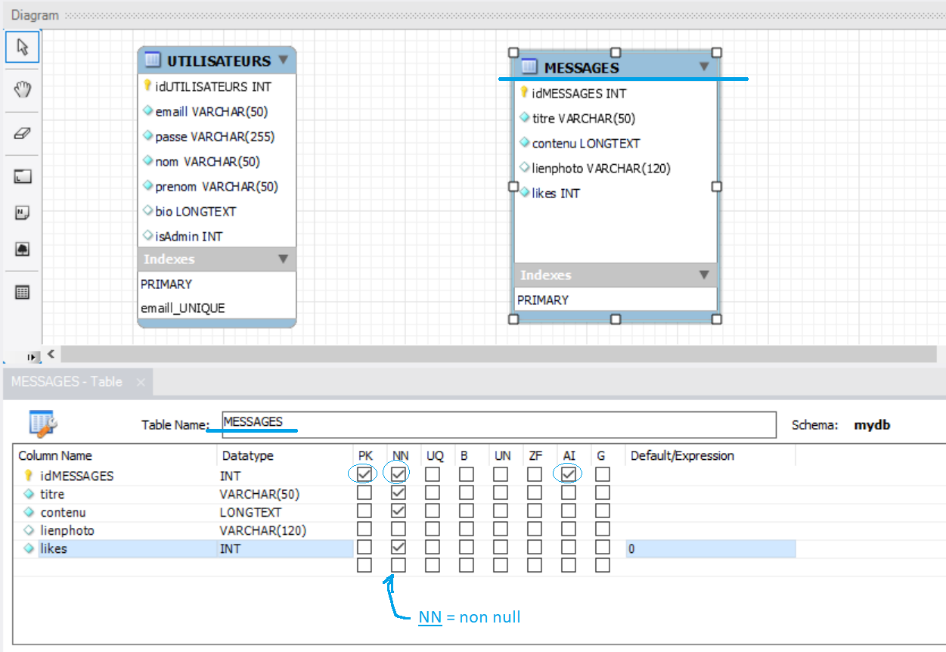 Diagram
UTILISATEURS
idUTILISATEURS INT
emaill VARCHAR(50)
passe VARCHAR(255)
nom VARCHAR(50)
prenom VARCHAR(50)
bio LONGTEXT
isAdmin INT
Indexes
PRIMARY
emaill_UNIQUE
MESSAGES
idMESSAGES INT
titre VARCHAR(50)
contenu LONGTEXT
lienphoto VARCHAR(120)
likes INT
Indexes
PRIMARY
MESSAGES - Table
Table Name: MESSAGES Schema: mydb
Column Name Datatype PK NN UQ B UN ZF AI G Default/Expression
idMESSAGES INT
titre VARCHAR(50)
contenu LONGTEXT
lienphoto VARCHAR(120)
likes INT 0
NN = non null